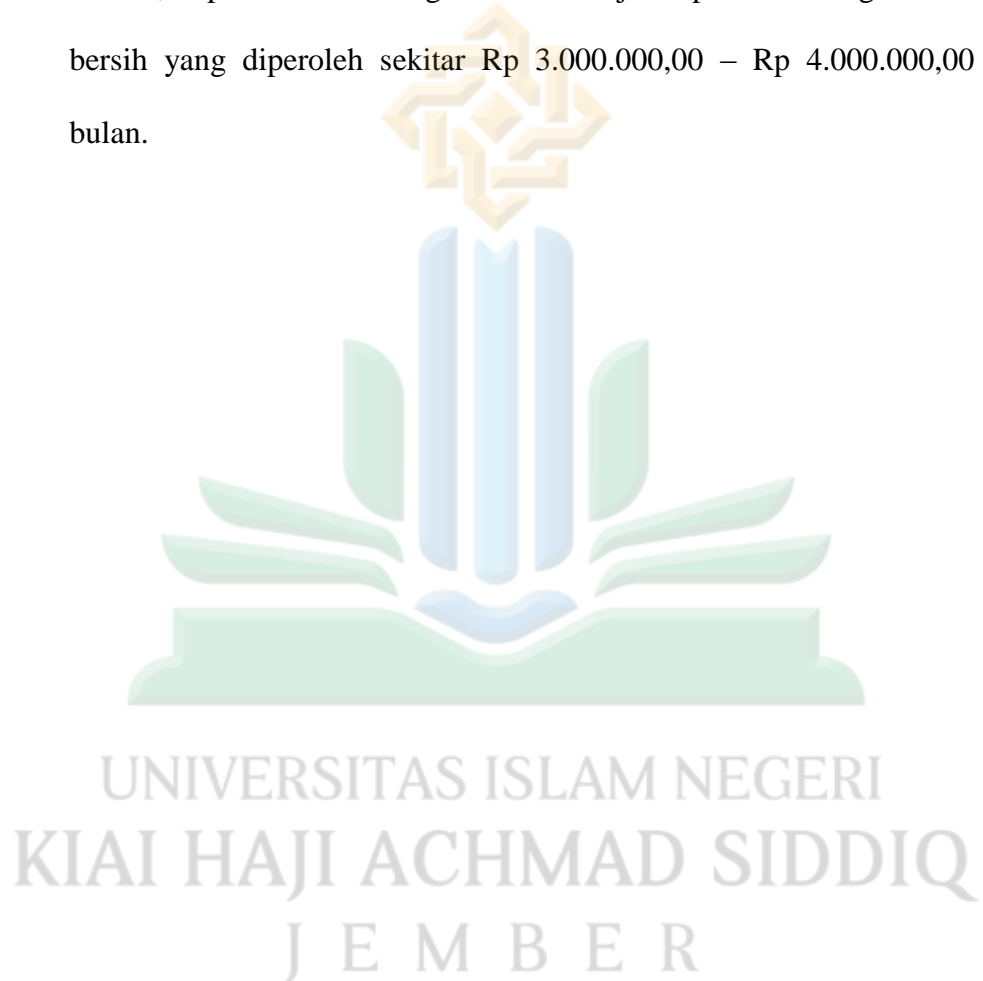 bersih yang diperoleh sekitar Rp 3.000.000,00 – Rp 4.000.000,00
bulan.
UNIVERSITAS ISLAM NEGERI
KIAI HAJI ACHMAD SIDDIQ
JEMBER